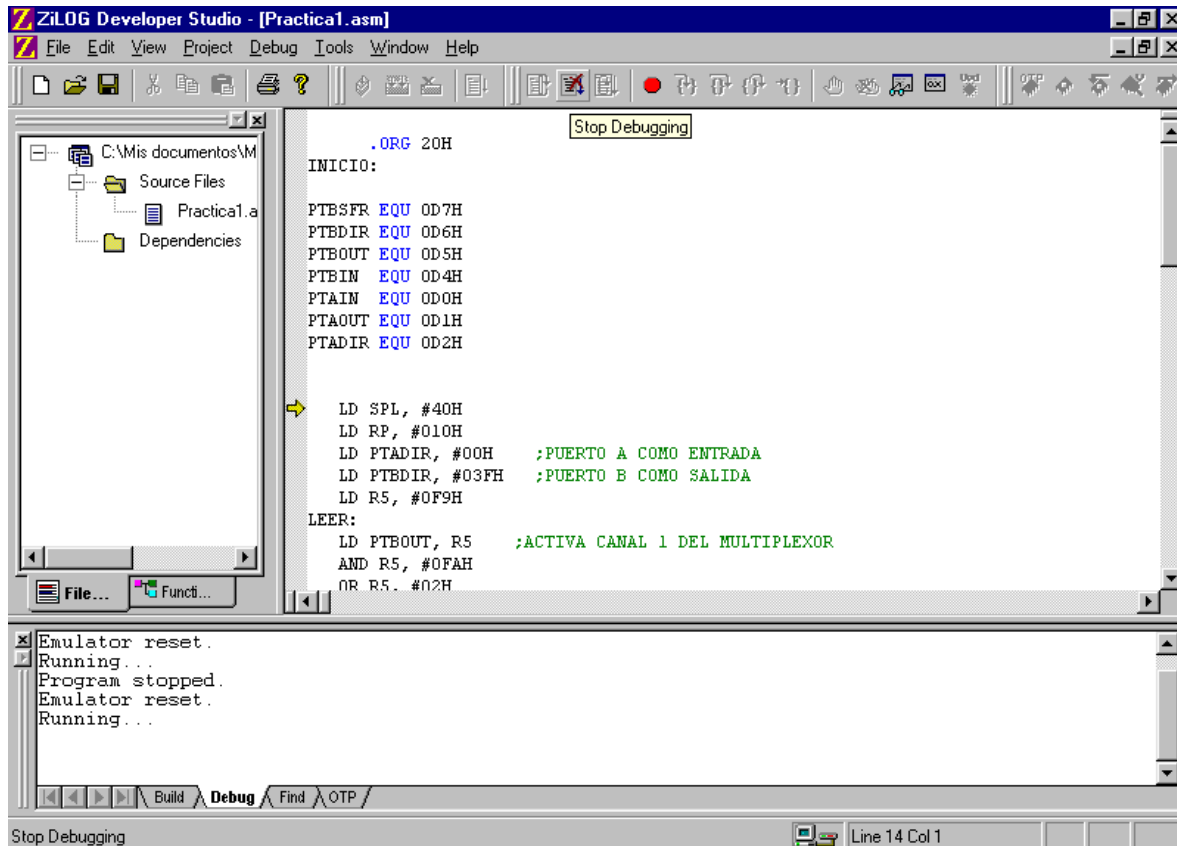 ZiLOG Developer Studio - [Practica1.asm]
File Edit View Project Debug Tools Window Help
Stop Debugging
C:\Mis documentos\M
Source Files
Practica1.a
Dependencies
File... Functi...
.ORG 20H
INICIO:
PTBSFR EQU 0D7H
PTBDIR EQU 0D6H
PTBOUT EQU 0D5H
PTBIN EQU 0D4H
PTAIN EQU 0D0H
PTAOUT EQU 0D1H
PTADIR EQU 0D2H
LD SPL, #40H
LD RP, #010H
LD PTADIR, #00H ;PUERTO A COMO ENTRADA
LD PTBDIR, #03FH ;PUERTO B COMO SALIDA
LD R5, #0F9H
LEER:
LD PTBOUT, R5 ;ACTIVA CANAL 1 DEL MULTIPLEXOR
AND R5, #0FAH
OR R5, #02H
Emulator reset.
Running...
Program stopped.
Emulator reset.
Running...
Build Debug Find OTP
Stop Debugging
Line 14 Col 1